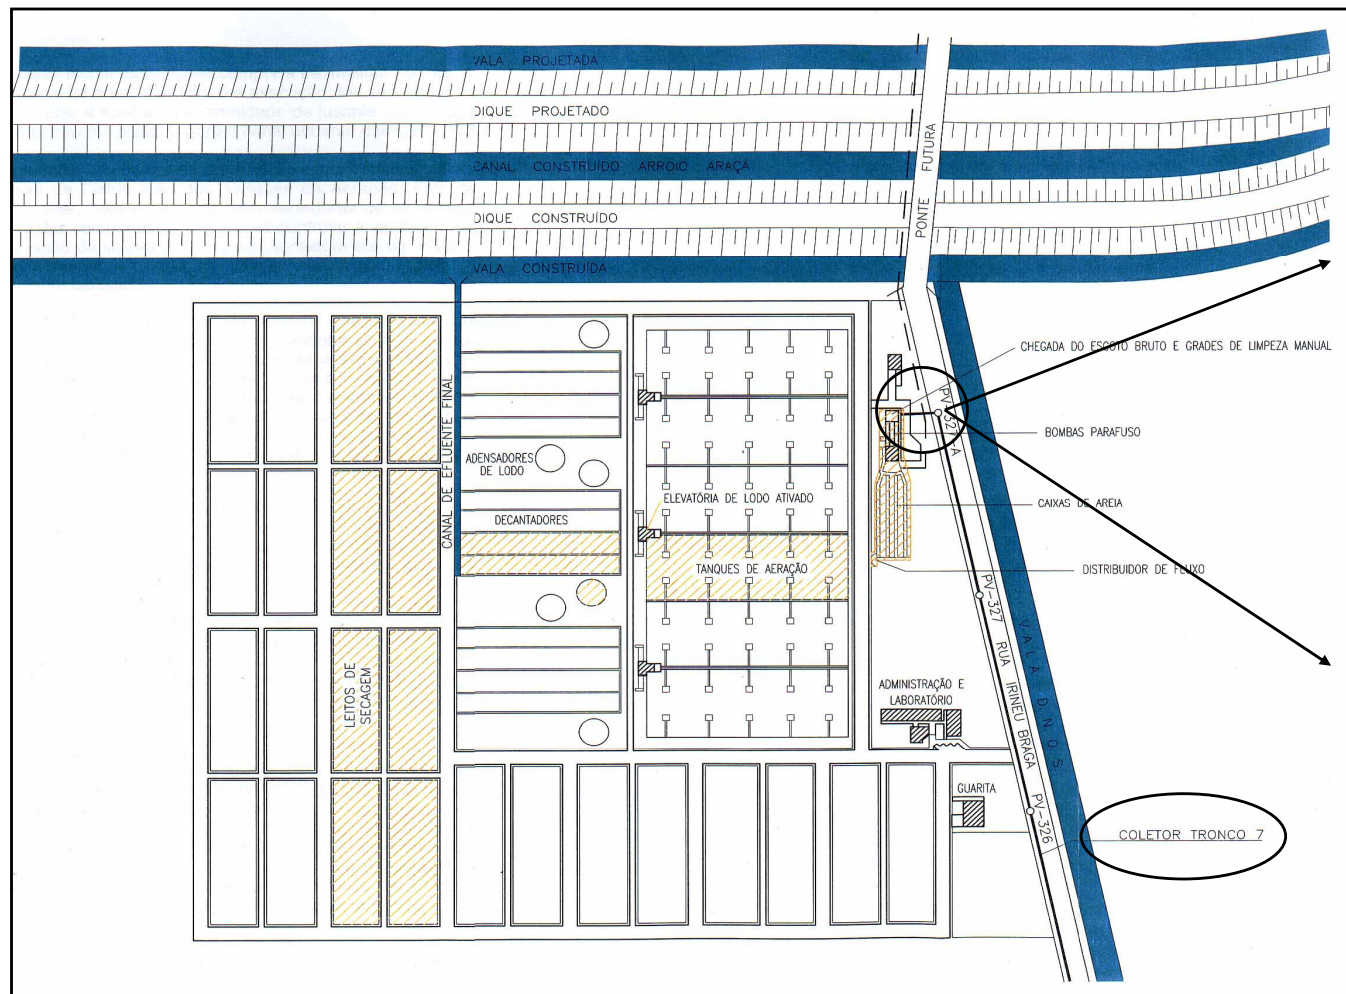 VALA PROJETADA
DIQUE PROJETADO
CANAL CONSTRUÍDO ARROIO ARAÇÁ
DIQUE CONSTRUÍDO
VALA CONSTRUÍDA
PONTE FUTURA
CHEGADA DO ESGOTO BRUTO E GRADES DE LIMPEZA MANUAL
PV-327-A
BOMBAS PARAFUSO
CANAL DE EFLUENTE FINAL
ADENSADORES
DE LODO
ELEVATÓRIA DE LODO ATIVADO
DECANTADORES
CAIXAS DE AREIA
TANQUES DE AERAÇÃO
DISTRIBUIDOR DE FLUXO
PV-327
RUA IRINEU BRAGA
VALA DNOS
LEITOS DE
SECAGEM
ADMINISTRAÇÃO E
LABORATÓRIO
GUARITA
PV-326
COLETOR TRONCO 7